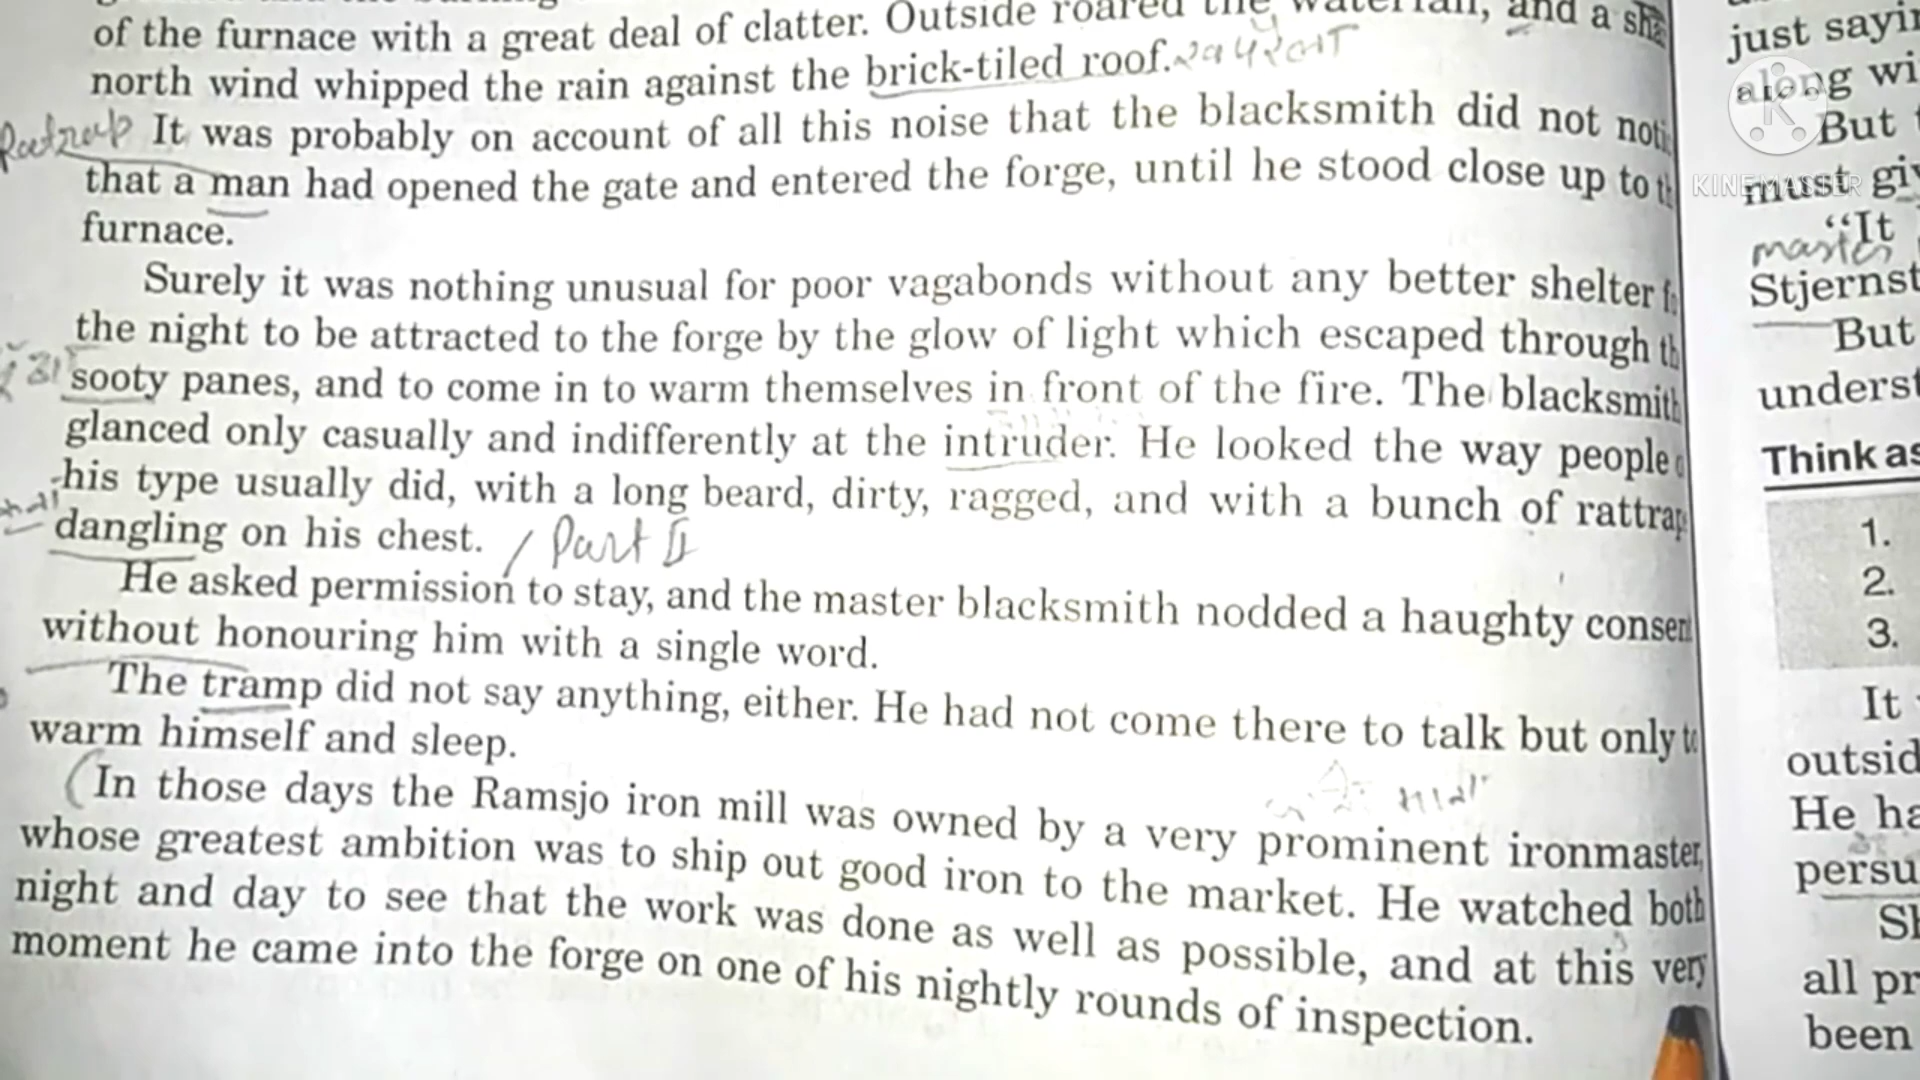 of the furnace with a great deal of clatter. Outside roared the waterfall, and a
north wind whipped the rain against the brick-tiled roof.
It was probably on account of all this noise that the blacksmith did not
that a man had opened the gate and entered the forge, until he stood close up to
furnace.
Surely it was nothing unusual for poor vagabonds without any better shelter
the night to be attracted to the forge by the glow of light which escaped through
sooty panes, and to come in to warm themselves in front of the fire. The blacksmith
glanced only casually and indifferently at the intruder. He looked the way people
his type usually did, with a long beard, dirty, ragged, and with a bunch of rattrap
dangling on his chest. / Part II
He asked permission to stay, and the master blacksmith nodded a haughty consen
without honouring him with a single word.
The tramp did not say anything, either. He had not come there to talk but only to
warm himself and sleep.
(In those days the Ramsjo iron mill was owned by a very prominent ironmaster,
whose greatest ambition was to ship out good iron to the market. He watched both
night and day to see that the work was done as well as possible, and at this very
moment he came into the forge on one of his nightly rounds of inspection.
just sayi
along wi
But
must giv
KINEMASTER
"It
master
Stjernst
But
underst
Think as
1.
2.
3.
It
outsid
He ha
persu
Sh
all pr
been